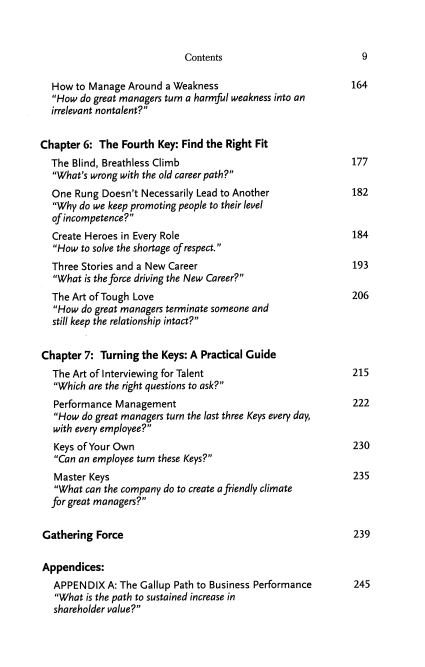 Contents 9
How to Manage Around a Weakness 164
"How do great managers turn a harmful weakness into an
irrelevant nontalent?"
Chapter 6: The Fourth Key: Find the Right Fit
The Blind, Breathless Climb 177
"What's wrong with the old career path?"
One Rung Doesn't Necessarily Lead to Another 182
"Why do we keep promoting people to their level
of incompetence?"
Create Heroes in Every Role 184
"How to solve the shortage of respect."
Three Stories and a New Career 193
"What is the force driving the New Career?"
The Art of Tough Love 206
"How do great managers terminate someone and
still keep the relationship intact?"
Chapter 7: Turning the Keys: A Practical Guide
The Art of Interviewing for Talent 215
"Which are the right questions to ask?"
Performance Management 222
"How do great managers turn the last three Keys every day,
with every employee?"
Keys of Your Own 230
"Can an employee turn these Keys?"
Master Keys 235
"What can the company do to create a friendly climate
for great managers?"
Gathering Force 239
Appendices:
APPENDIX A: The Gallup Path to Business Performance 245
"What is the path to sustained increase in
shareholder value?"